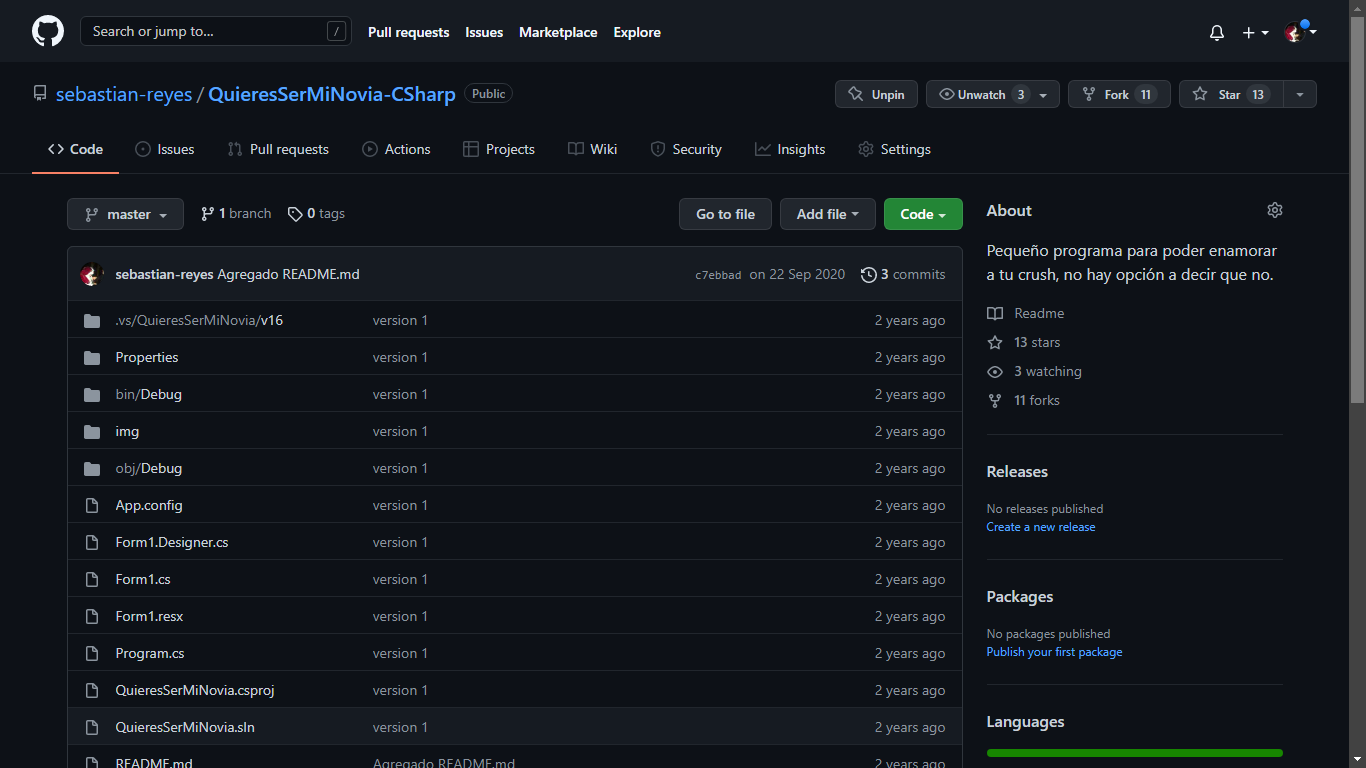 Search or jump to... / Pull requests Issues Marketplace Explore
sebastian-reyes / QuieresSerMiNovia-CSharp Public Unpin Unwatch 3 Fork 11 Star 13
Code Issues Pull requests Actions Projects Wiki Security Insights Settings
master 1 branch 0 tags Go to file Add file Code
sebastian-reyes Agregado README.md c7ebbad on 22 Sep 2020 3 commits
.vs/QuieresSerMiNovia/v16 version 1 2 years ago
Properties version 1 2 years ago
bin/Debug version 1 2 years ago
img version 1 2 years ago
obj/Debug version 1 2 years ago
App.config version 1 2 years ago
Form1.Designer.cs version 1 2 years ago
Form1.cs version 1 2 years ago
Form1.resx version 1 2 years ago
Program.cs version 1 2 years ago
QuieresSerMiNovia.csproj version 1 2 years ago
QuieresSerMiNovia.sln version 1 2 years ago
README.md Agregado README.md 2 years ago
About
Pequeño programa para poder enamorar
a tu crush, no hay opción a decir que no.
Readme
13 stars
3 watching
11 forks
Releases
No releases published
Create a new release
Packages
No packages published
Publish your first package
Languages